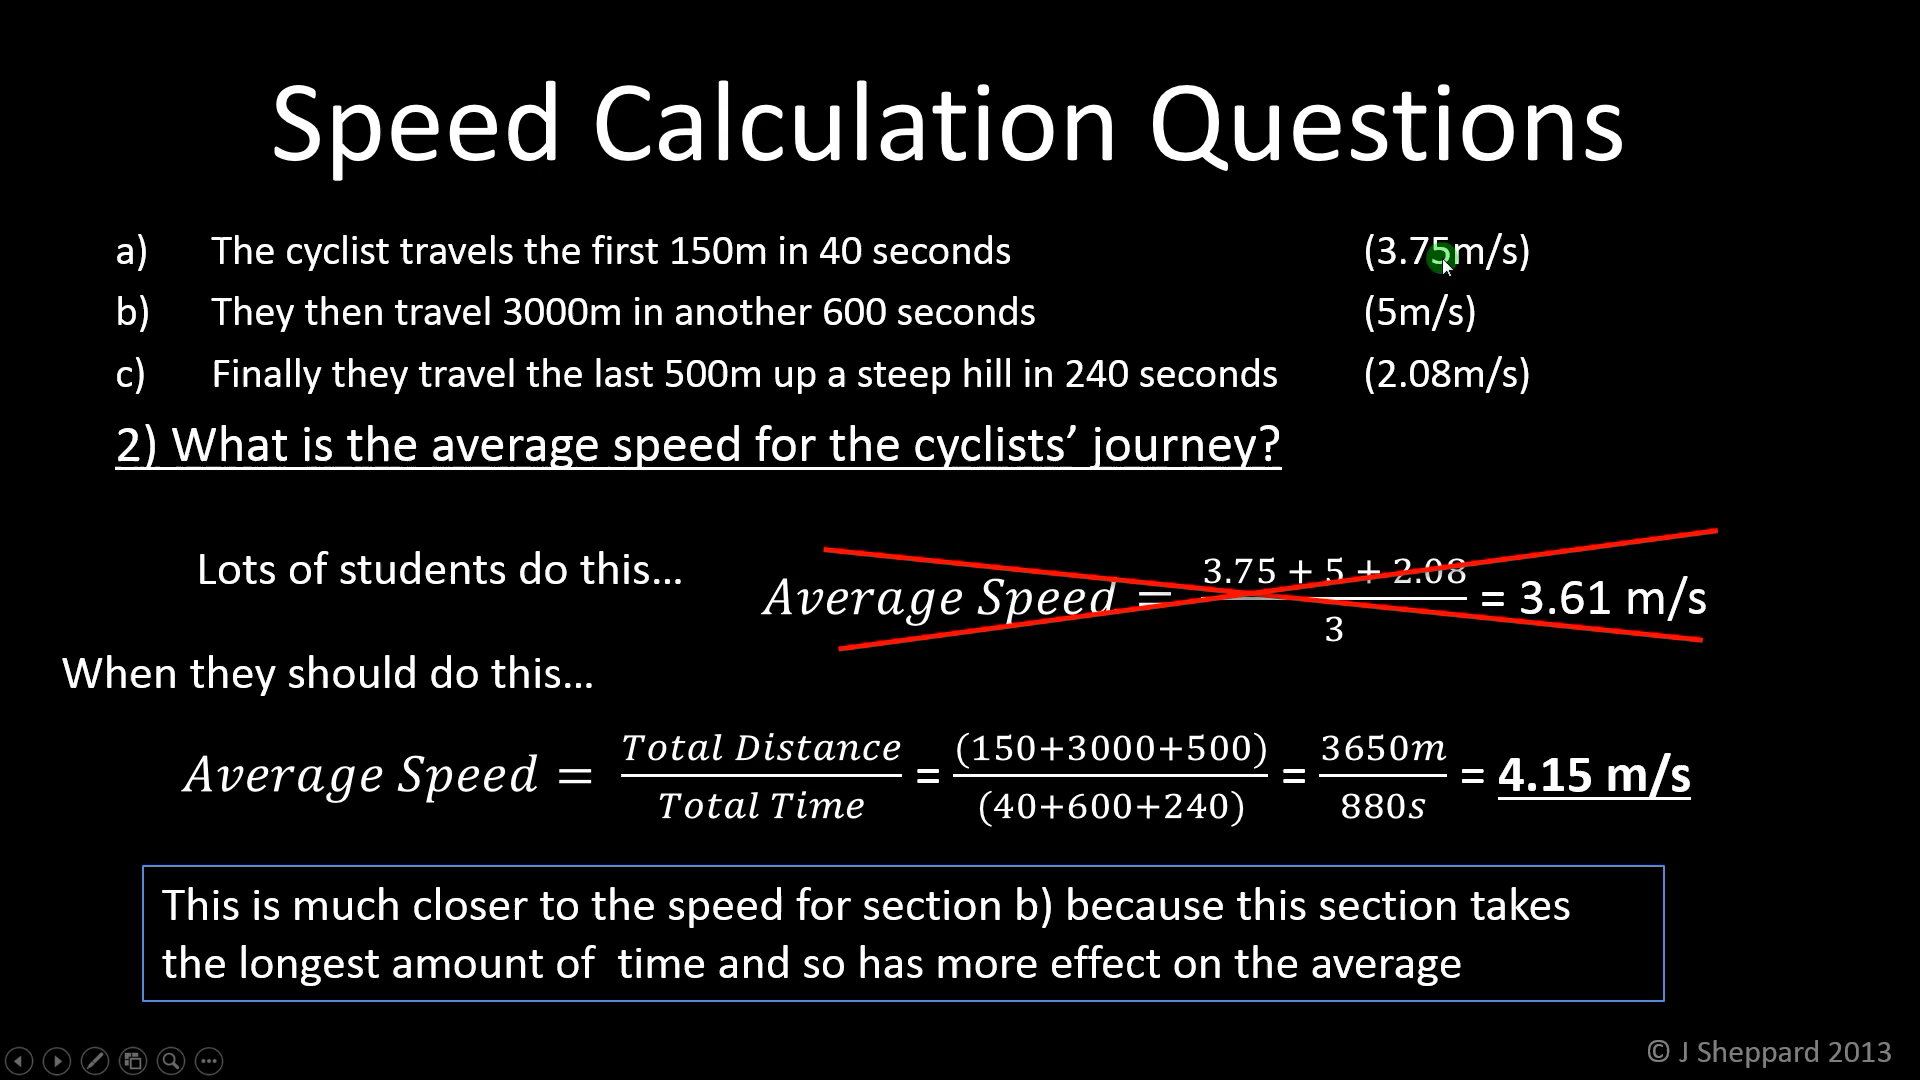 Speed Calculation Questions
a) The cyclist travels the first 150m in 40 seconds (3.75m/s)
b) They then travel 3000m in another 600 seconds (5m/s)
c) Finally they travel the last 500m up a steep hill in 240 seconds (2.08m/s)
2) What is the average speed for the cyclists’ journey?
Lots of students do this... Average Speed = (3.75 + 5 + 2.08)/3 = 3.61 m/s
When they should do this...
Average Speed = Total Distance/Total Time = (150+3000+500)/(40+600+240) = 3650m/880s = 4.15 m/s
This is much closer to the speed for section b) because this section takes
the longest amount of  time and so has more effect on the average
© J Sheppard 2013